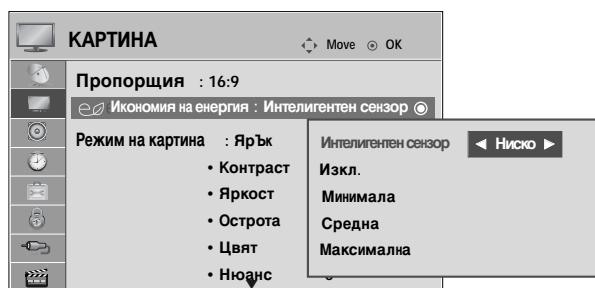 КАРТИНА
Move OK
Пропорция : 16:9
Икономия на енергия : Интелигентен сензор
Режим на картина : Ярък
• Контраст
• Яркост
• Острота
• Цвят
• Нюанс
Интелигентен сензор ◄ Ниско ►
Изкл.
Минимала
Средна
Максимална